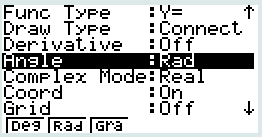 Func Type :Y= ↑
Draw Type :Connect
Derivative :Off
Angle :Rad
Complex Mode:Real
Coord :On
Grid :Off ↓
Deg Rad Gra